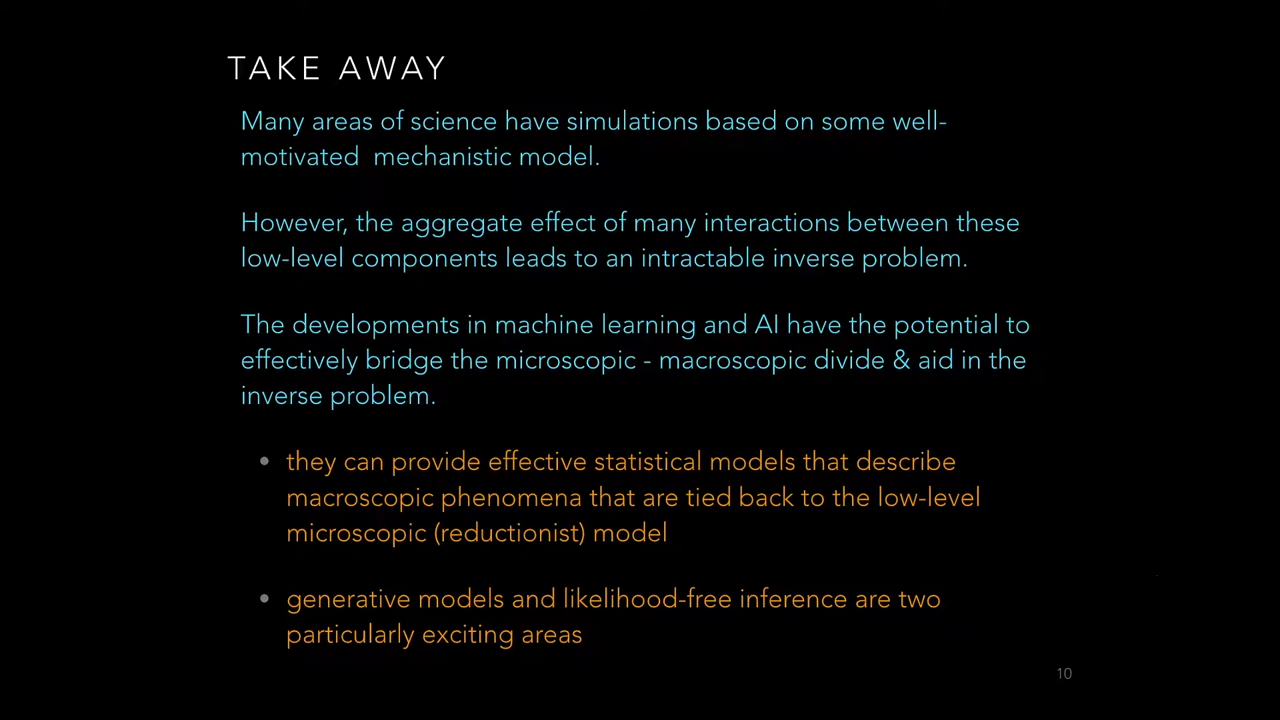 TAKE AWAY
Many areas of science have simulations based on some well-
motivated mechanistic model.
However, the aggregate effect of many interactions between these
low-level components leads to an intractable inverse problem.
The developments in machine learning and AI have the potential to
effectively bridge the microscopic - macroscopic divide & aid in the
inverse problem.
• they can provide effective statistical models that describe
macroscopic phenomena that are tied back to the low-level
microscopic (reductionist) model
• generative models and likelihood-free inference are two
particularly exciting areas
10